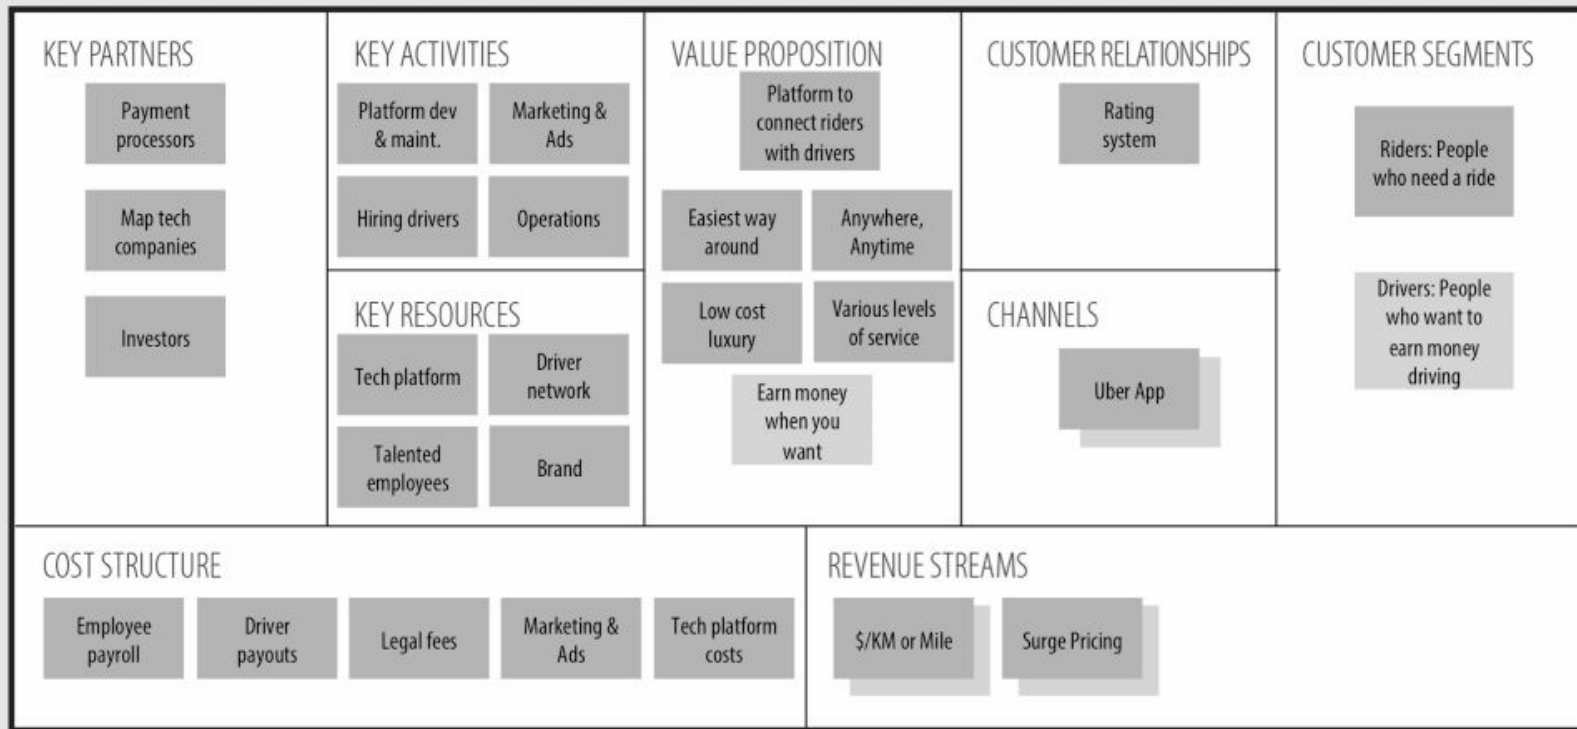 KEY PARTNERS
Payment
processors
Map tech
companies
Investors
KEY ACTIVITIES
Platform dev
& maint.
Marketing &
Ads
Hiring drivers
Operations
KEY RESOURCES
Tech platform
Driver
network
Talented
employees
Brand
VALUE PROPOSITION
Platform to
connect riders
with drivers
Easiest way
around
Anywhere,
Anytime
Low cost
luxury
Various levels
of service
Earn money
when you
want
CUSTOMER RELATIONSHIPS
Rating
system
CHANNELS
Uber App
CUSTOMER SEGMENTS
Riders: People
who need a ride
Drivers: People
who want to
earn money
driving
COST STRUCTURE
Employee
payroll
Driver
payouts
Legal fees
Marketing &
Ads
Tech platform
costs
REVENUE STREAMS
$/KM or Mile
Surge Pricing